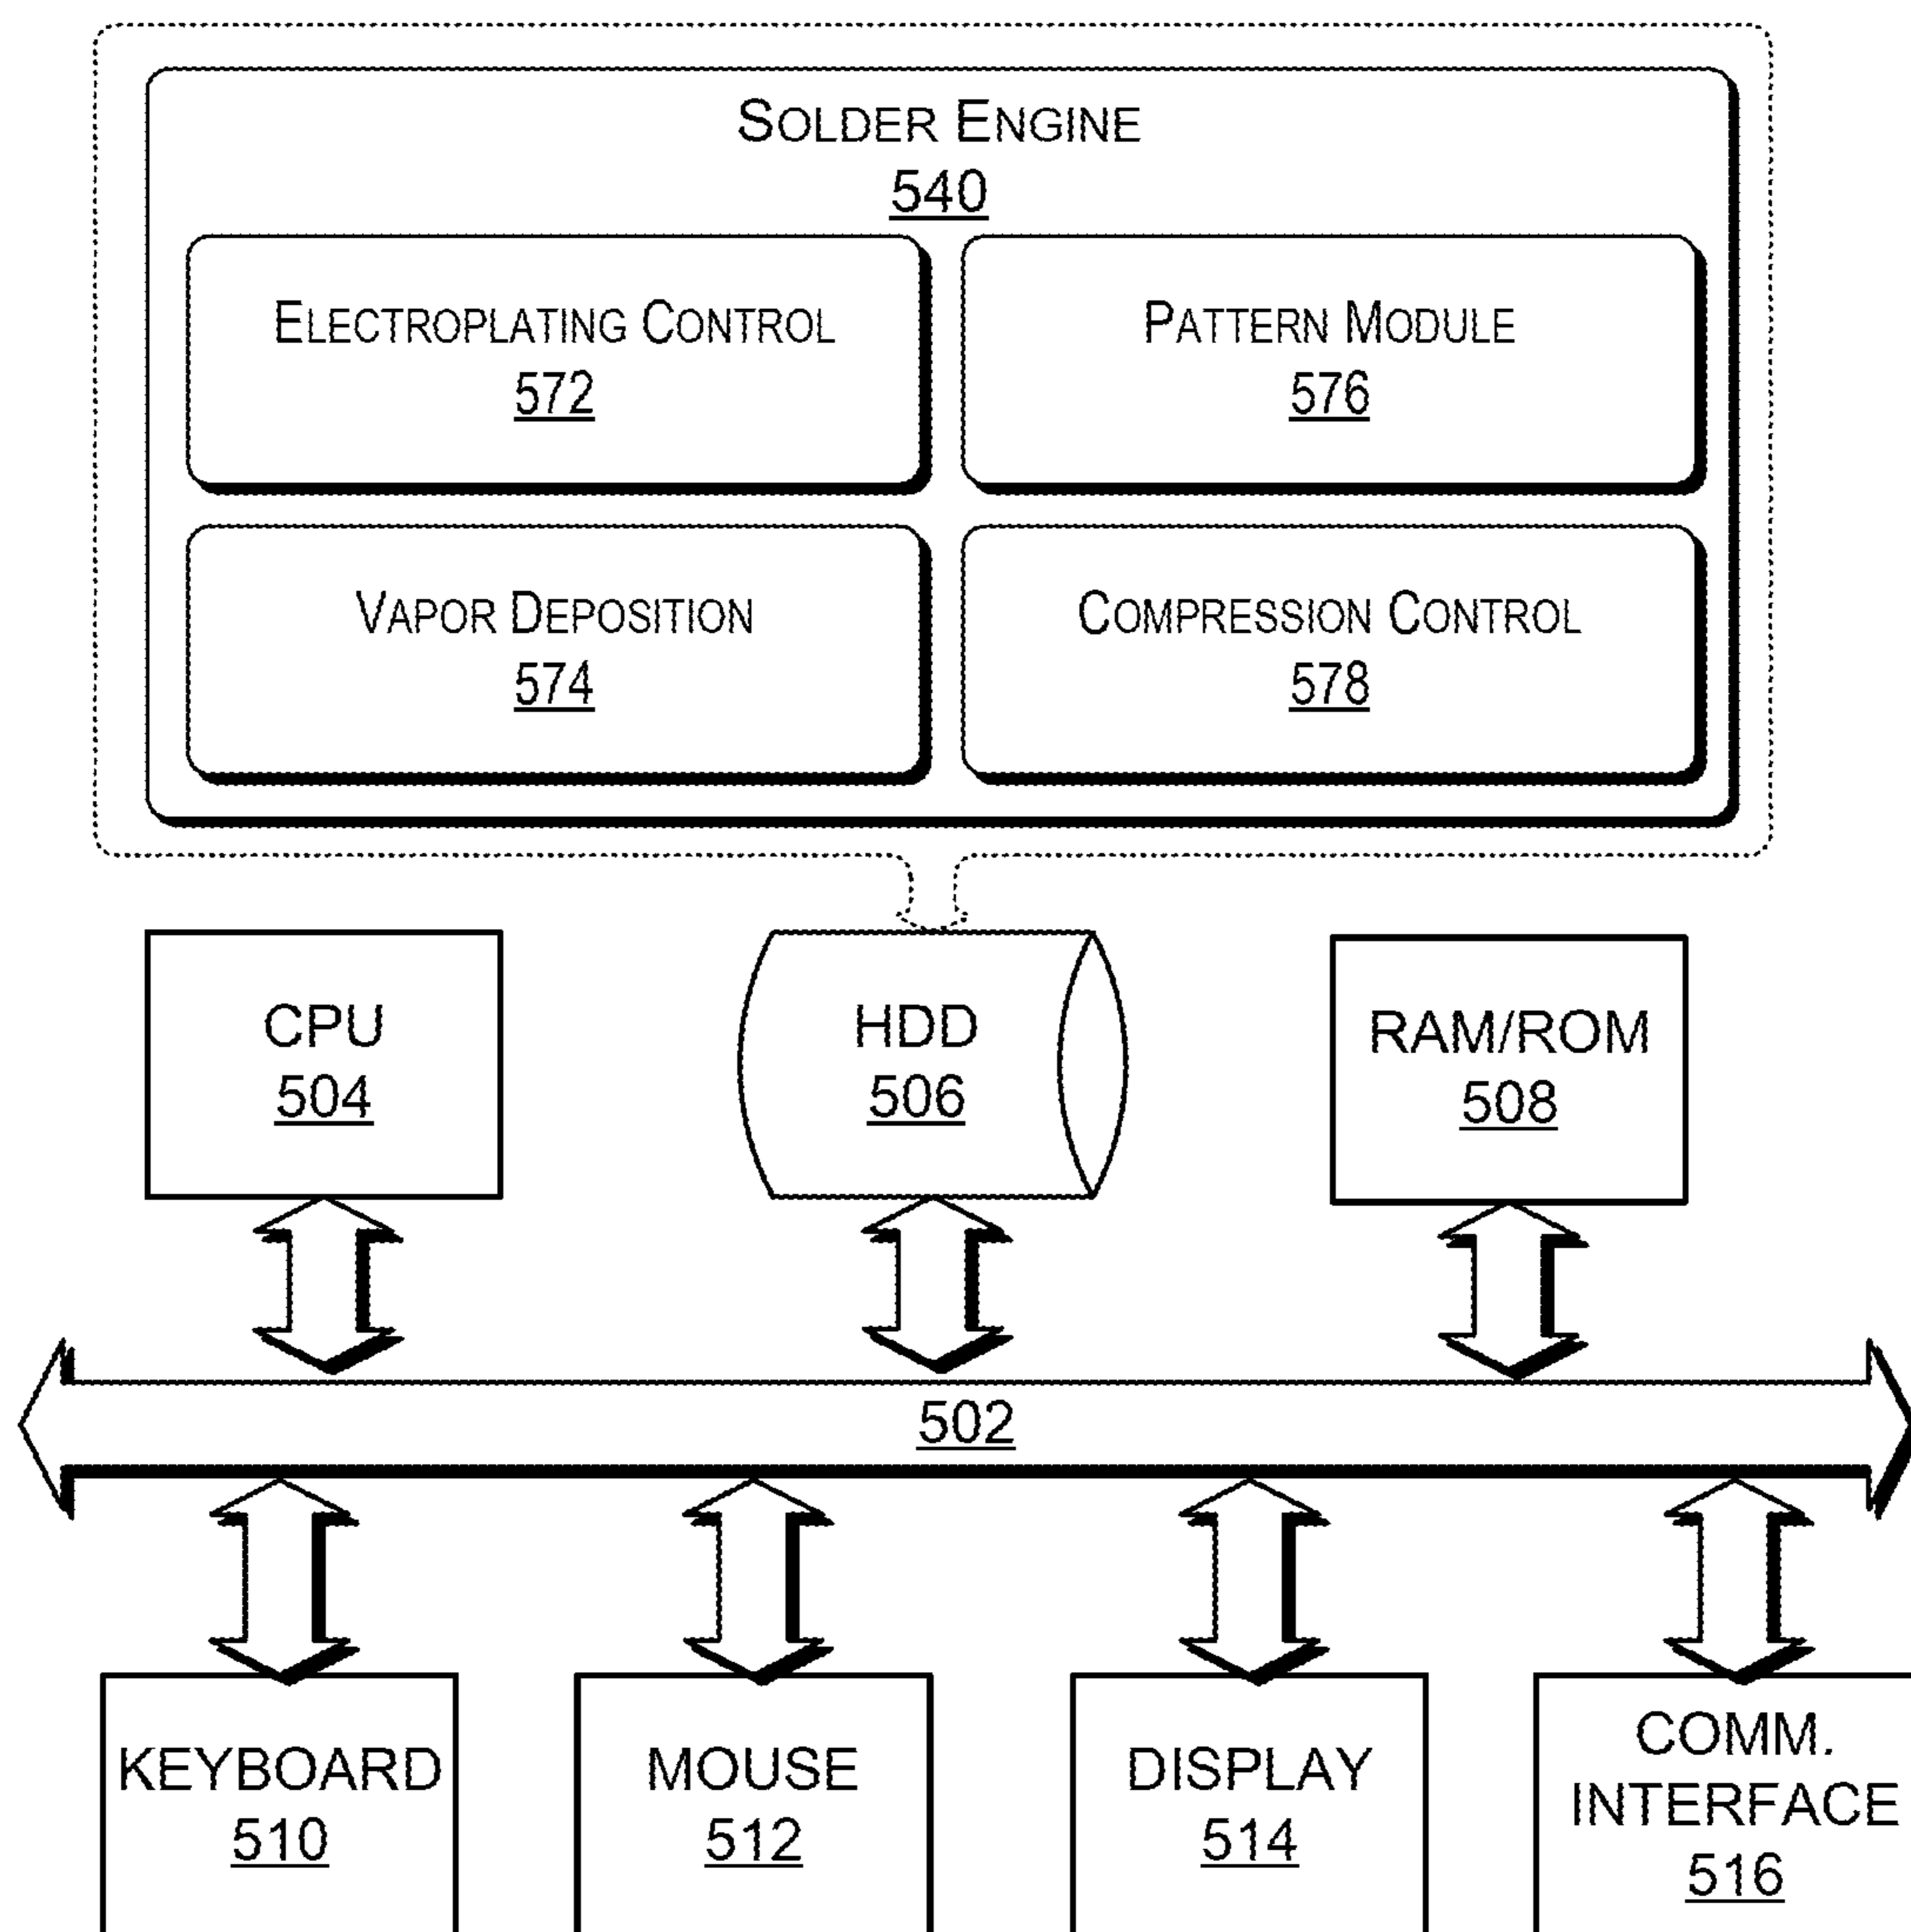 SOLDER ENGINE
540
ELECTROPLATING CONTROL
572
PATTERN MODULE
576
VAPOR DEPOSITION
574
COMPRESSION CONTROL
578
CPU
504
HDD
506
RAM/ROM
508
502
KEYBOARD
510
MOUSE
512
DISPLAY
514
COMM.
INTERFACE
516